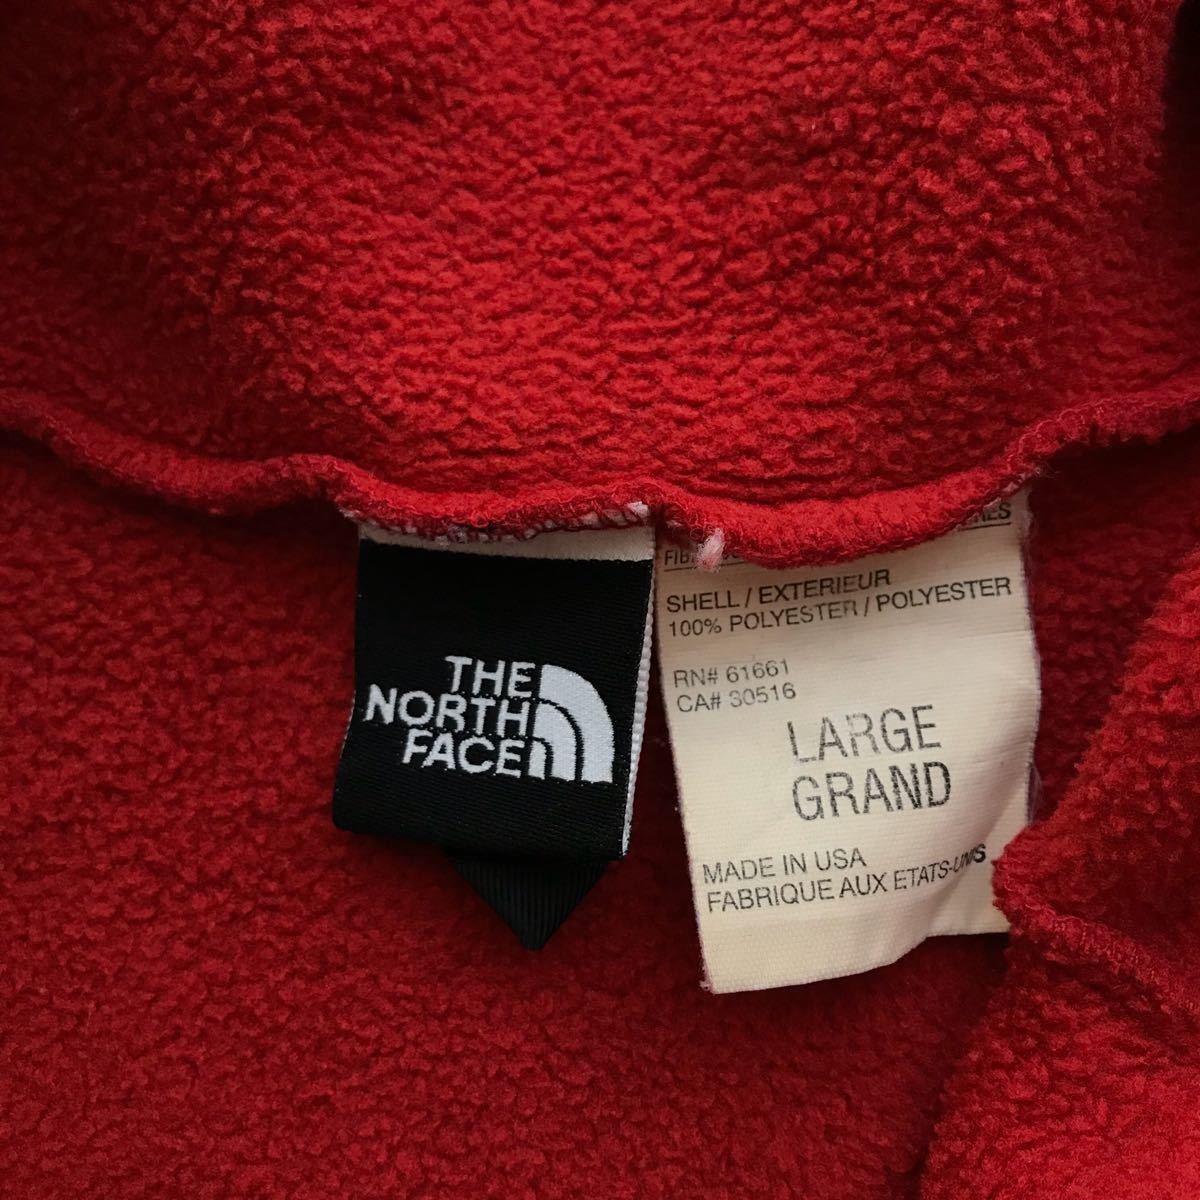 THE
NORTH
FACE
SHELL / EXTERIEUR
100% POLYESTER / POLYESTER
RN# 61661
CA# 30516
LARGE
GRAND
MADE IN USA
FABRIQUE AUX ETATS-UNIS